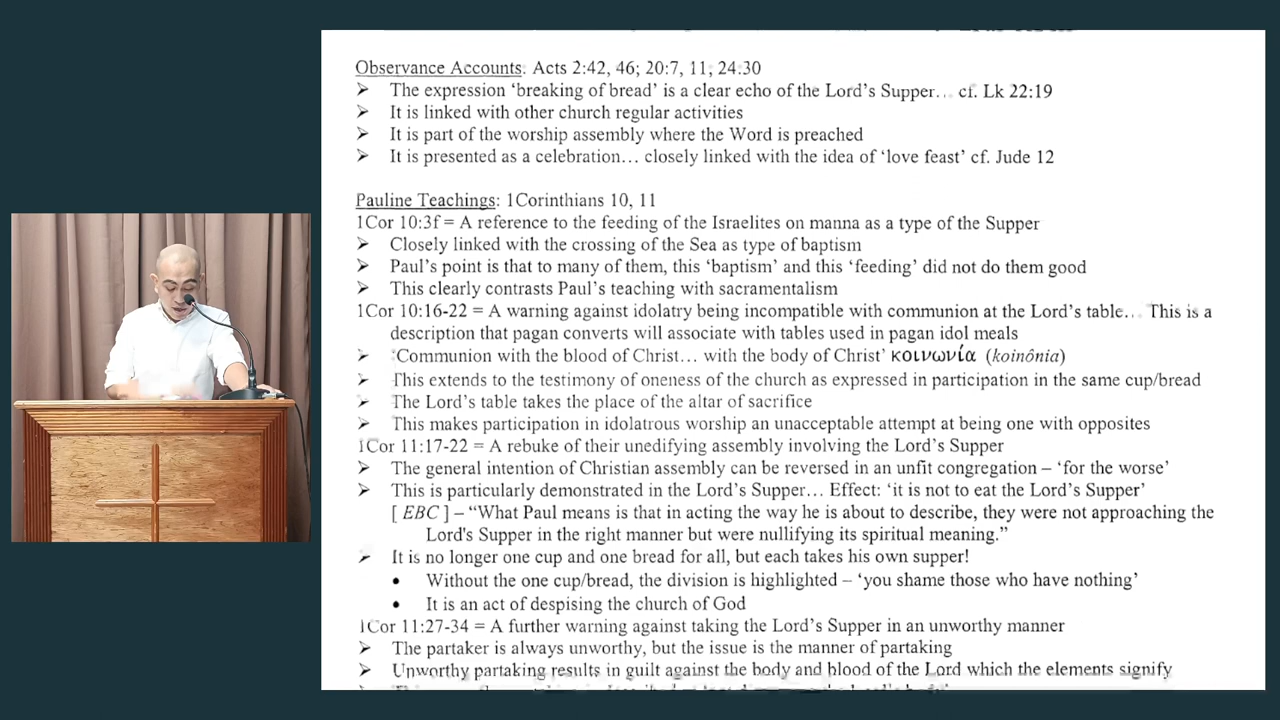 Observance Accounts: Acts 2:42, 46; 20:7, 11; 24:30
➢ The expression ‘breaking of bread’ is a clear echo of the Lord’s Supper… cf. Lk 22:19
➢ It is linked with other church regular activities
➢ It is part of the worship assembly where the Word is preached
➢ It is presented as a celebration… closely linked with the idea of ‘love feast’ cf. Jude 12
Pauline Teachings: 1Corinthians 10, 11
1Cor 10:3f = A reference to the feeding of the Israelites on manna as a type of the Supper
➢ Closely linked with the crossing of the Sea as type of baptism
➢ Paul’s point is that to many of them, this ‘baptism’ and this ‘feeding’ did not do them good
➢ This clearly contrasts Paul’s teaching with sacramentalism
1Cor 10:16-22 = A warning against idolatry being incompatible with communion at the Lord’s table… This is a
description that pagan converts will associate with tables used in pagan idol meals
➢ ‘Communion with the blood of Christ… with the body of Christ’ κοινωνία (koinônia)
➢ This extends to the testimony of oneness of the church as expressed in participation in the same cup/bread
➢ The Lord’s table takes the place of the altar of sacrifice
➢ This makes participation in idolatrous worship an unacceptable attempt at being one with opposites
1Cor 11:17-22 = A rebuke of their unedifying assembly involving the Lord’s Supper
➢ The general intention of Christian assembly can be reversed in an unfit congregation – ‘for the worse’
➢ This is particularly demonstrated in the Lord’s Supper… Effect: ‘it is not to eat the Lord’s Supper’
[ EBC ] – “What Paul means is that in acting the way he is about to describe, they were not approaching the
Lord's Supper in the right manner but were nullifying its spiritual meaning.”
➢ It is no longer one cup and one bread for all, but each takes his own supper!
• Without the one cup/bread, the division is highlighted – ‘you shame those who have nothing’
• It is an act of despising the church of God
1Cor 11:27-34 = A further warning against taking the Lord’s Supper in an unworthy manner
➢ The partaker is always unworthy, but the issue is the manner of partaking
➢ Unworthy partaking results in guilt against the body and blood of the Lord which the elements signify